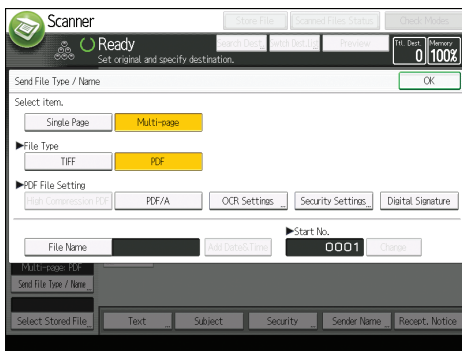 Scanner
Store File Scanned Files Status Check Modes
Ready
Search Dest. Preview Ttl. Dest. Memory
Set original and specify destination. 0 100%
Send File Type / Name OK
Select item.
Single Page Multi-page
►File Type
TIFF PDF
►PDF File Setting
High Compression PDF PDF/A OCR Settings Security Settings Digital Signature
►Start No.
File Name Add Date&Time 0001 Change
Multi-page: PDF
Send File Type / Name
Select Stored File Text Subject Security Sender Name Recept. Notice